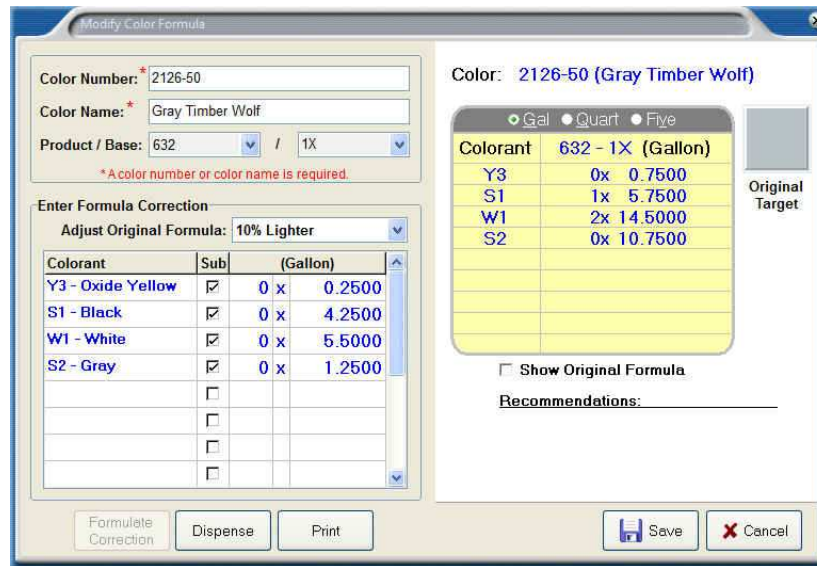 Modify Color Formula
Color Number:* 2126-50
Color Name:* Gray Timber Wolf
Product / Base: 632 / 1X
*A color number or color name is required.
Enter Formula Correction
Adjust Original Formula: 10% Lighter
Colorant Sub (Gallon)
Y3 - Oxide Yellow 0 x 0.2500
S1 - Black 0 x 4.2500
W1 - White 0 x 5.5000
S2 - Gray 0 x 1.2500
Formulate Correction
Dispense
Print
Color: 2126-50 (Gray Timber Wolf)
Gal Quart Five
Colorant 632 - 1X (Gallon)
Y3 0x 0.7500
S1 1x 5.7500
W1 2x 14.5000
S2 0x 10.7500
Original
Target
Show Original Formula
Recommendations:
Save
Cancel